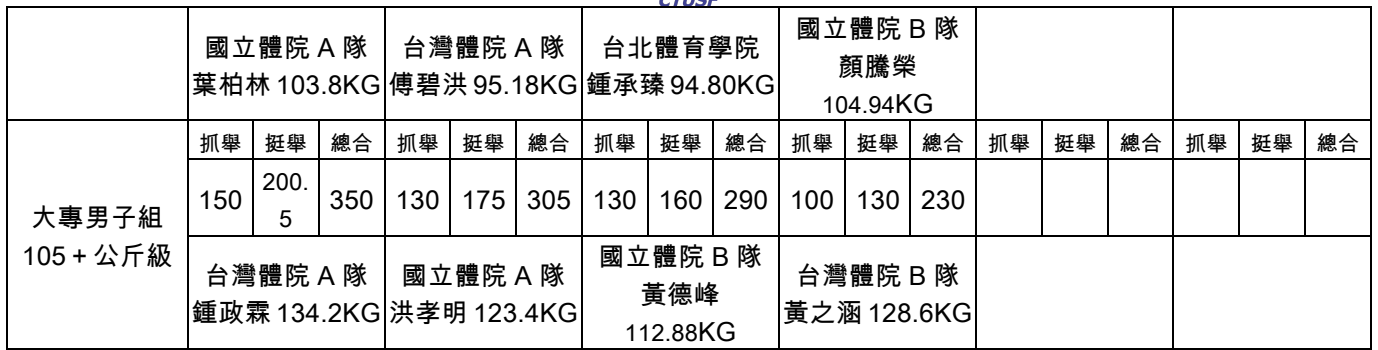 CTUSF
國立體院 A 隊 台灣體院 A 隊 台北體育學院 國立體院 B 隊
葉柏林 103.8KG 傅碧洪 95.18KG 鍾承臻 94.80KG 顏騰榮
104.94KG
抓舉 挺舉 總合 抓舉 挺舉 總合 抓舉 挺舉 總合 抓舉 挺舉 總合 抓舉 挺舉 總合 抓舉 挺舉 總合
大專男子組
105+公斤級
150 200.5 350 130 175 305 130 160 290 100 130 230
台灣體院 A 隊 國立體院 A 隊 國立體院 B 隊 台灣體院 B 隊
鍾政霖 134.2KG 洪孝明 123.4KG 黃德峰 黃之涵 128.6KG
112.88KG